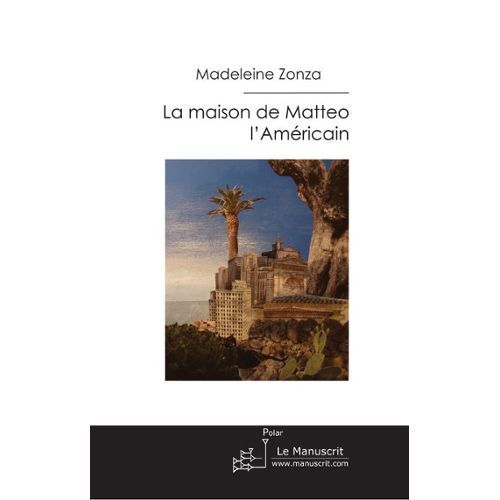 Madeleine Zonza
La maison de Matteo
l'Américain
Polar
Le Manuscrit
www.manuscrit.com